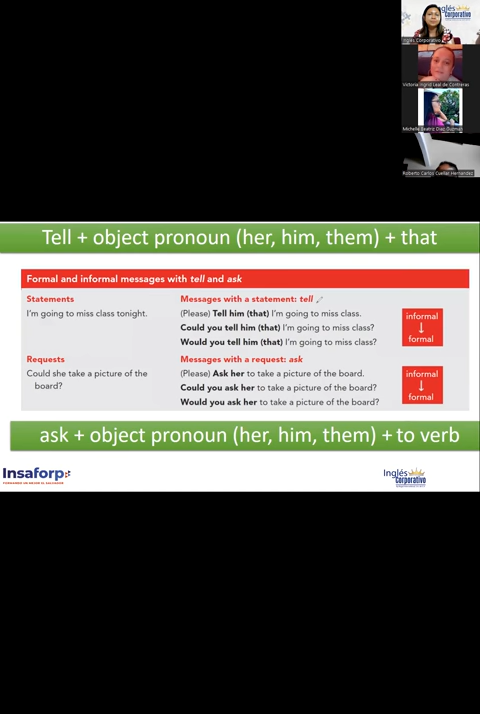 Inglés
Corporativo
Inglés Corporativo
Victoria Ingrid Leal de Contreras
Michelle Beatriz Diaz Guzman
Roberto Carlos Cuellar Hernandez
Tell + object pronoun (her, him, them) + that
Formal and informal messages with tell and ask
Statements
I'm going to miss class tonight.
Messages with a statement: tell
(Please) Tell him (that) I'm going to miss class.
Could you tell him (that) I'm going to miss class?
Would you tell him (that) I'm going to miss class?
informal
↓
formal
Requests
Could she take a picture of the
board?
Messages with a request: ask
(Please) Ask her to take a picture of the board.
Could you ask her to take a picture of the board?
Would you ask her to take a picture of the board?
informal
↓
formal
ask + object pronoun (her, him, them) + to verb
Insaforp
Inglés
Corporativo